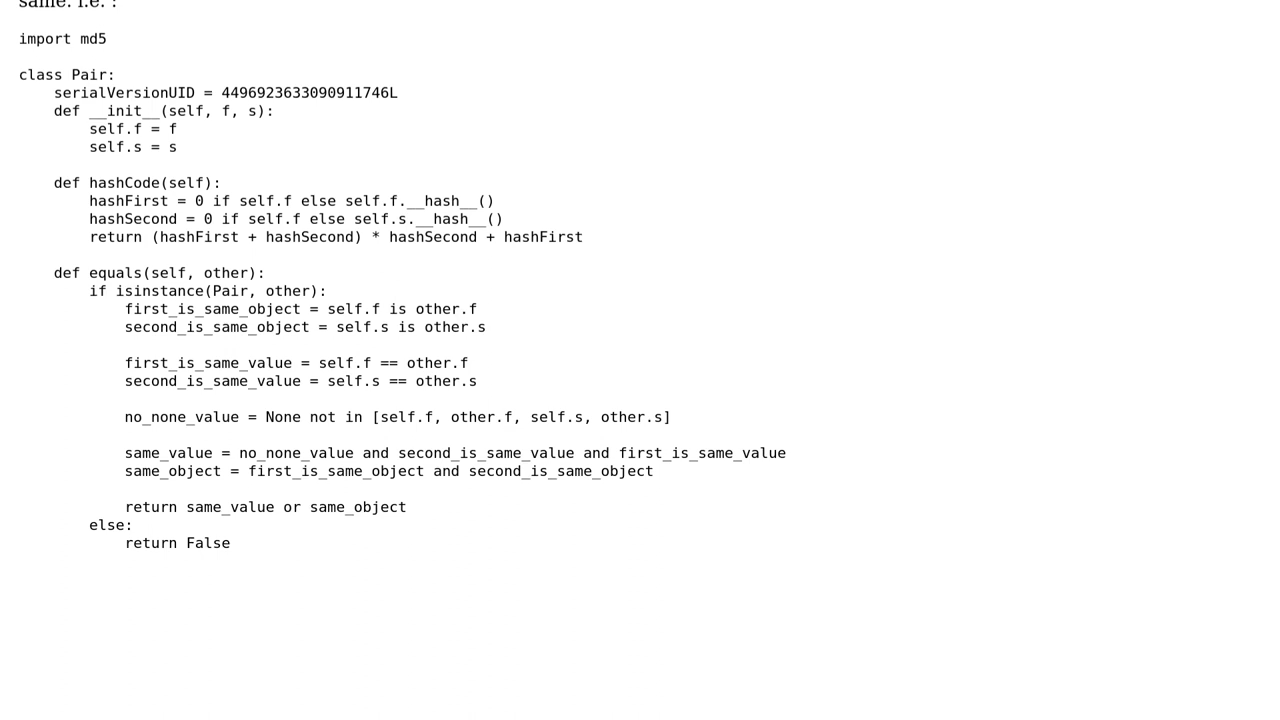 same. i.e. :
import md5
class Pair:
    serialVersionUID = 4496923633090911746L
    def __init__(self, f, s):
        self.f = f
        self.s = s
    def hashCode(self):
        hashFirst = 0 if self.f else self.f.__hash__()
        hashSecond = 0 if self.f else self.s.__hash__()
        return (hashFirst + hashSecond) * hashSecond + hashFirst
    def equals(self, other):
        if isinstance(Pair, other):
            first_is_same_object = self.f is other.f
            second_is_same_object = self.s is other.s
            first_is_same_value = self.f == other.f
            second_is_same_value = self.s == other.s
            no_none_value = None not in [self.f, other.f, self.s, other.s]
            same_value = no_none_value and second_is_same_value and first_is_same_value
            same_object = first_is_same_object and second_is_same_object
            return same_value or same_object
        else:
            return False